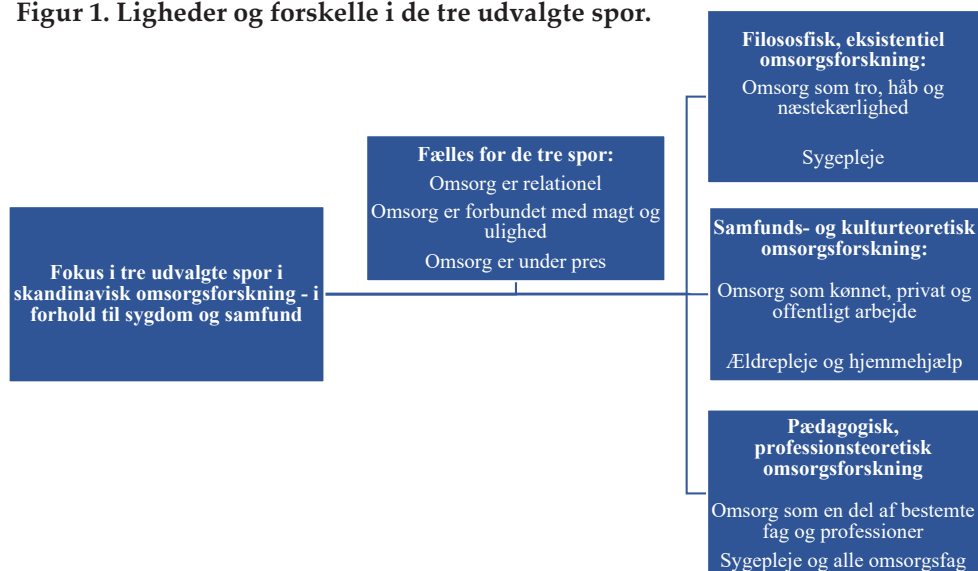 Figur 1. Ligheder og forskelle i de tre udvalgte spor.
Fokus i tre udvalgte spor i
skandinavisk omsorgsforskning - i
forhold til sygdom og samfund
Fælles for de tre spor:
Omsorg er relationel
Omsorg er forbundet med magt og
ulighed
Omsorg er under pres
Filososfisk, eksistentiel
omsorgsforskning:
Omsorg som tro, håb og
næstekærlighed
Sygepleje
Samfunds- og kulturteoretisk
omsorgsforskning:
Omsorg som kønnet, privat og
offentligt arbejde
Ældrepleje og hjemmehjælp
Pædagogisk,
professionsteoretisk
omsorgsforskning
Omsorg som en del af bestemte
fag og professioner
Sygepleje og alle omsorgsfag